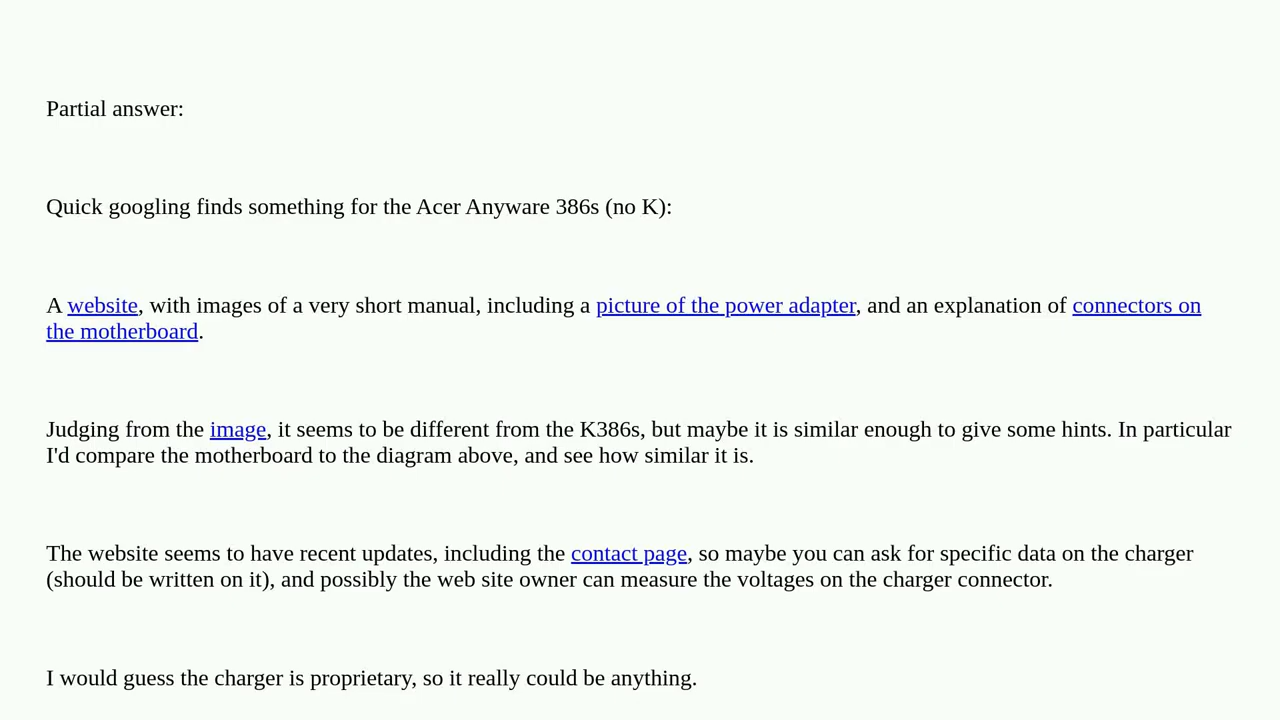 Partial answer:
Quick googling finds something for the Acer Anyware 386s (no K):
A website, with images of a very short manual, including a picture of the power adapter, and an explanation of connectors on
the motherboard.
Judging from the image, it seems to be different from the K386s, but maybe it is similar enough to give some hints. In particular
I'd compare the motherboard to the diagram above, and see how similar it is.
The website seems to have recent updates, including the contact page, so maybe you can ask for specific data on the charger
(should be written on it), and possibly the web site owner can measure the voltages on the charger connector.
I would guess the charger is proprietary, so it really could be anything.